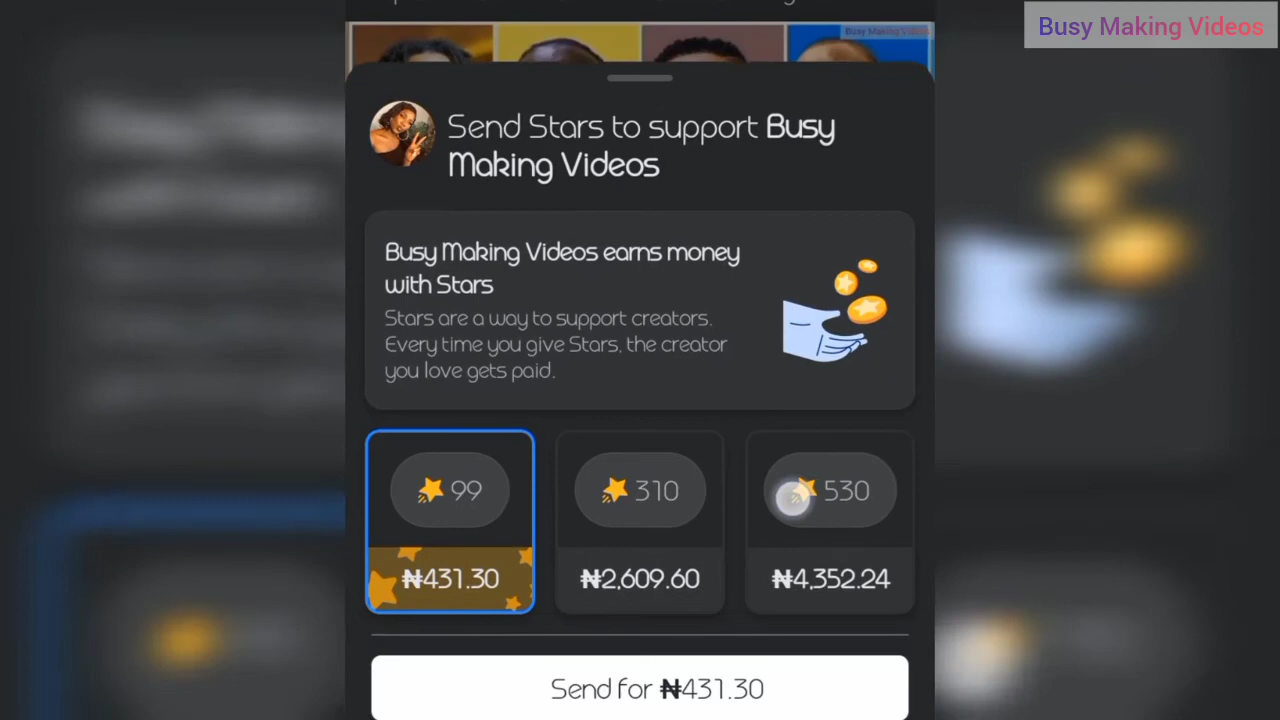 Busy Making Videos
Send Stars to support Busy
Making Videos
Busy Making Videos earns money
with Stars
Stars are a way to support creators.
Every time you give Stars, the creator
you love gets paid.
99
310
530
₦431.30
₦2,609.60
₦4,352.24
Send for ₦431.30